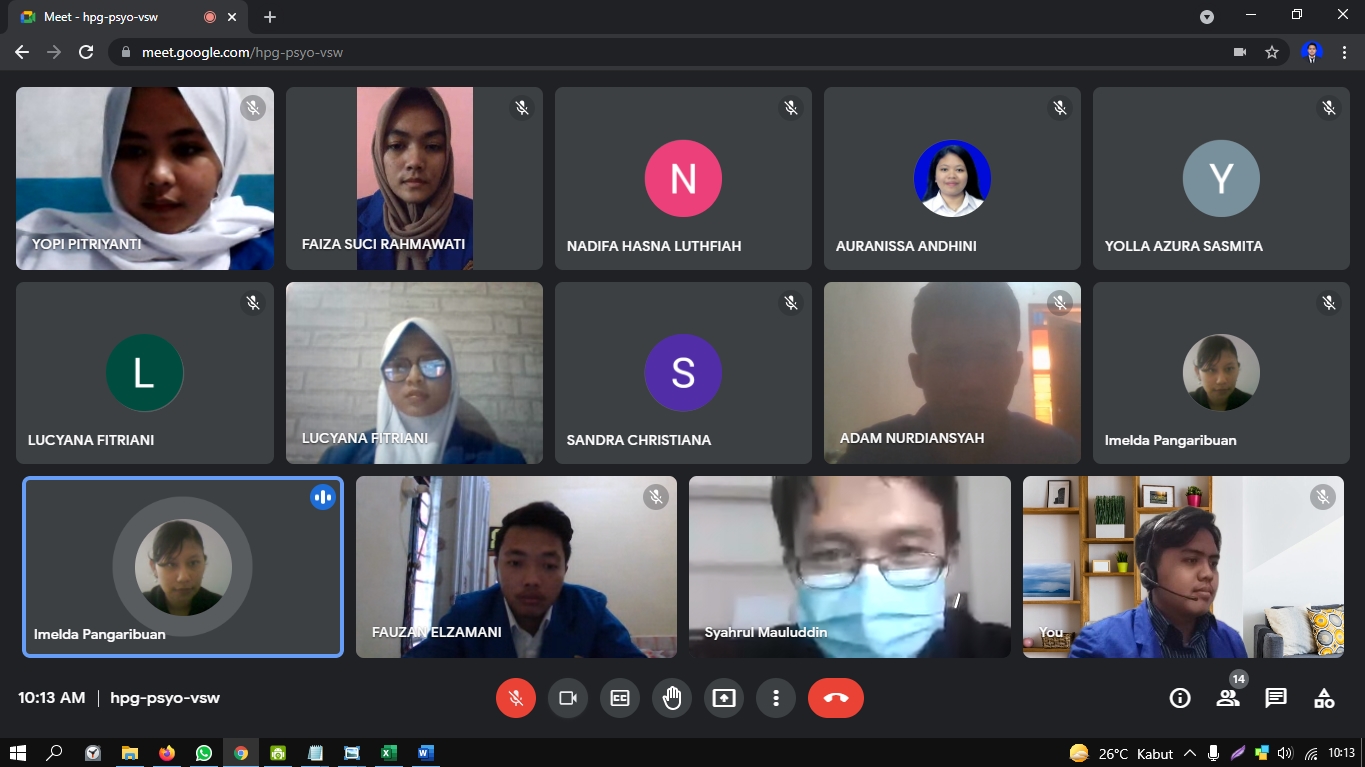 Meet - hpg-psyo-vsw
meet.google.com/hpg-psyo-vsw
YOPI PITRIYANTI
FAIZA SUCI RAHMAWATI
N
NADIFA HASNA LUTHFIAH
AURANISSA ANDHINI
Y
YOLLA AZURA SASMITA
L
LUCYANA FITRIANI
LUCYANA FITRIANI
S
SANDRA CHRISTIANA
ADAM NURDIANSYAH
Imelda Pangaribuan
Imelda Pangaribuan
FAUZAN ELZAMANI
Syahrul Mauluddin
You
10:13 AM | hpg-psyo-vsw
14
26°C Kabut
10:13